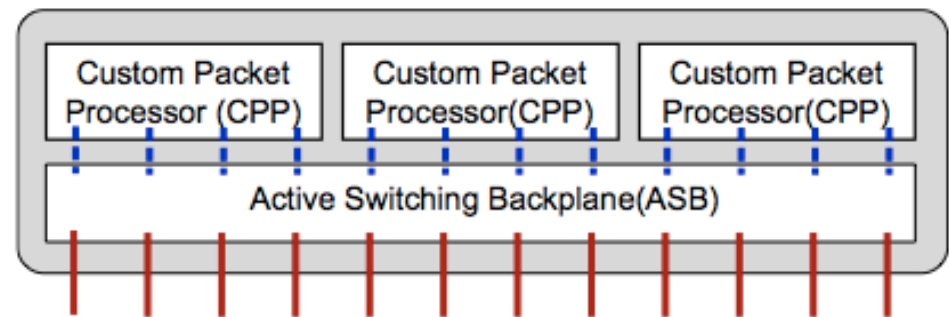 Custom Packet
Processor (CPP)
Custom Packet
Processor(CPP)
Custom Packet
Processor(CPP)
Active Switching Backplane(ASB)